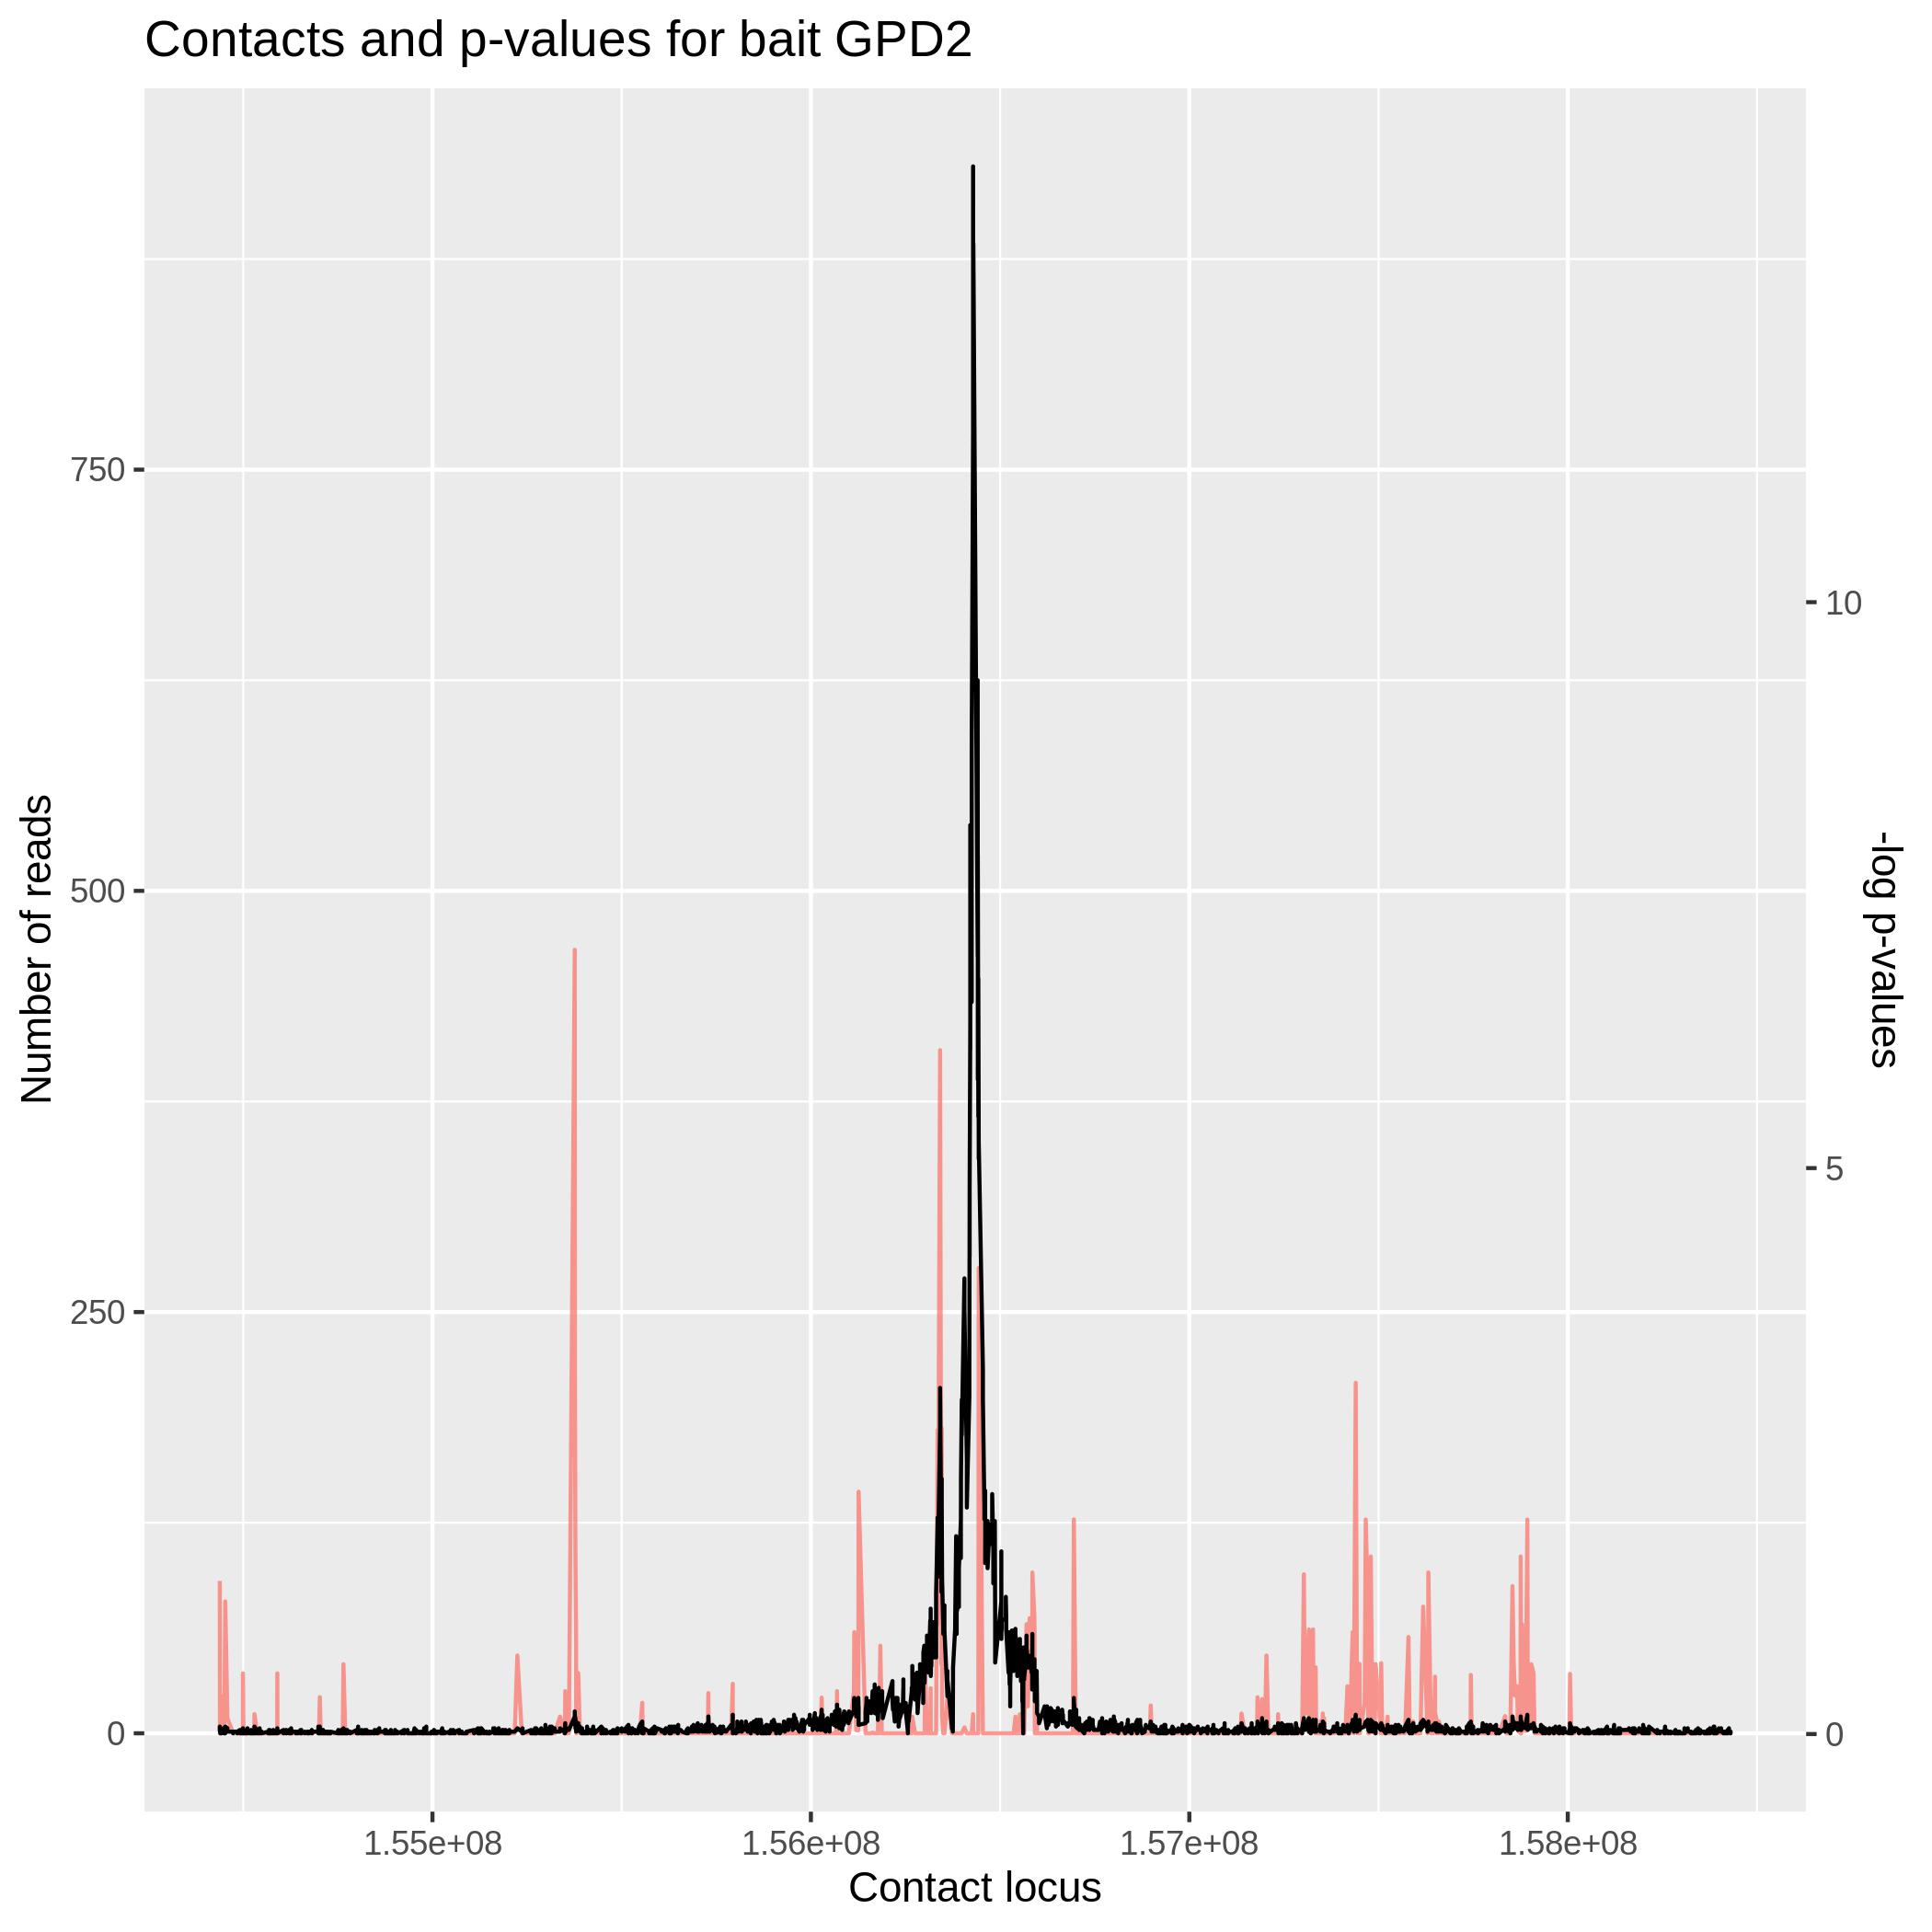 Contacts and p-values for bait GPD2
Number of reads
750
500
250
0
10
5
0
-log p-values
1.55e+08
1.56e+08
1.57e+08
1.58e+08
Contact locus